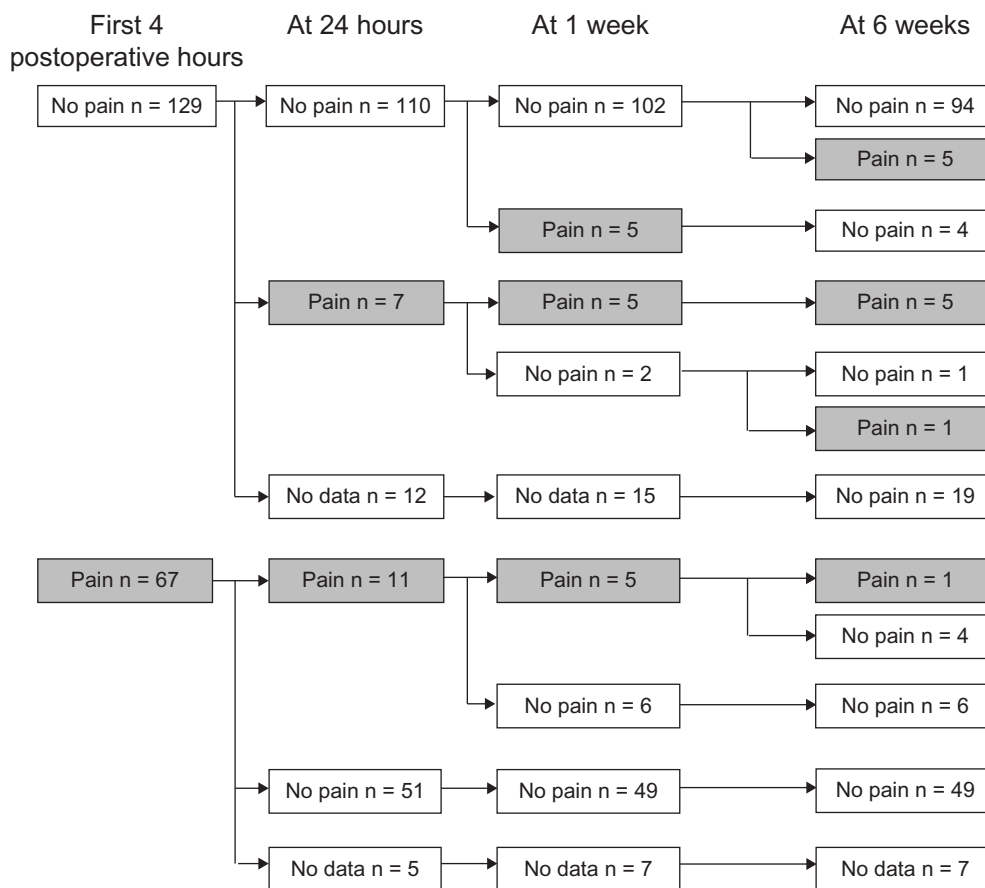 First 4
postoperative hours
At 24 hours
At 1 week
At 6 weeks
No pain n = 129
No pain n = 110
No pain n = 102
No pain n = 94
Pain n = 5
Pain n = 5
No pain n = 4
Pain n = 7
Pain n = 5
Pain n = 5
No pain n = 2
No pain n = 1
Pain n = 1
No data n = 12
No data n = 15
No pain n = 19
Pain n = 67
Pain n = 11
Pain n = 5
Pain n = 1
No pain n = 4
No pain n = 6
No pain n = 6
No pain n = 51
No pain n = 49
No pain n = 49
No data n = 5
No data n = 7
No data n = 7